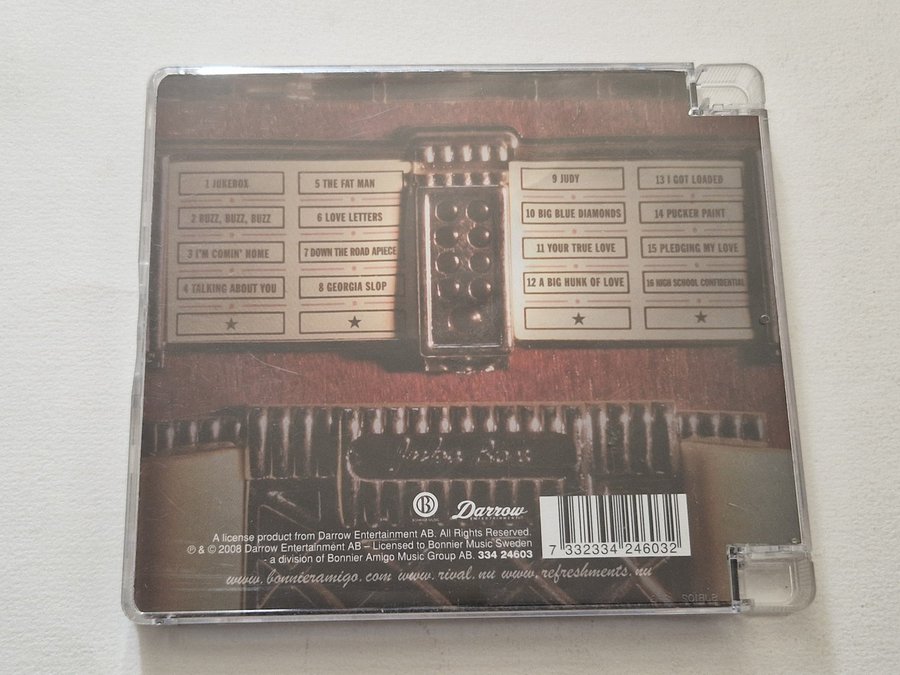 1 JUKEBOX
2 BUZZ, BUZZ, BUZZ
3 I'M COMIN' HOME
4 TALKING ABOUT YOU
5 THE FAT MAN
6 LOVE LETTERS
7 DOWN THE ROAD APIECE
8 GEORGIA SLOP
9 JUDY
10 BIG BLUE DIAMONDS
11 YOUR TRUE LOVE
12 A BIG HUNK OF LOVE
13 I GOT LOADED
14 PUCKER PAINT
15 PLEDGING MY LOVE
16 HIGH SCHOOL CONFIDENTIAL
B
BONNIER MUSIC
Darrow
ENTERTAINMENT
A license product from Darrow Entertainment AB. All Rights Reserved.
℗ & © 2008 Darrow Entertainment AB – Licensed to Bonnier Music Sweden
- a division of Bonnier Amigo Music Group AB. 334 24603
7 332334 246032
www.bonnieramigo.com www.rival.nu www.refreshments.nu